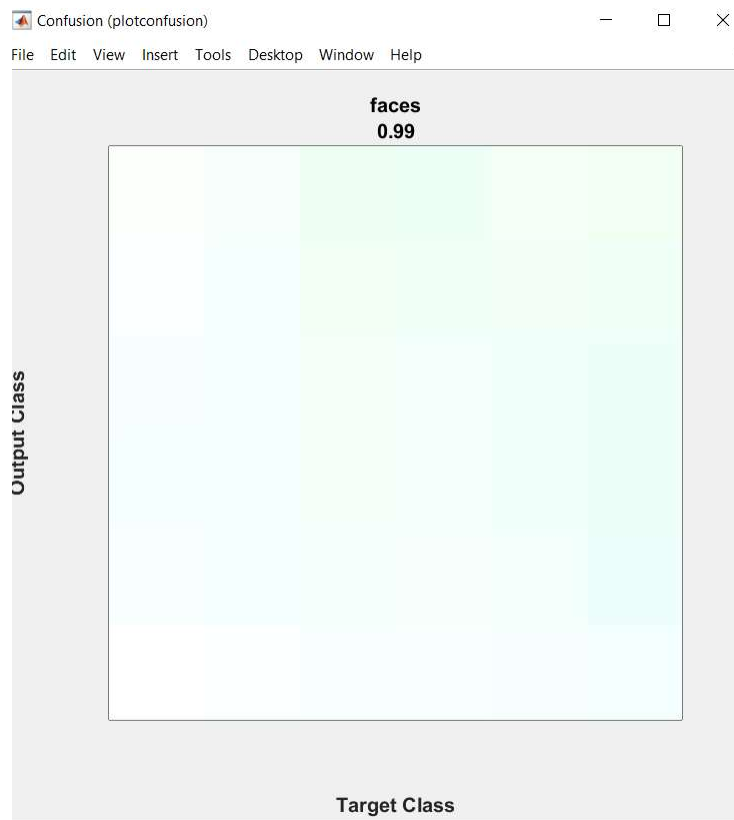 Confusion (plotconfusion)
File Edit View Insert Tools Desktop Window Help
faces
0.99
Output Class
Target Class